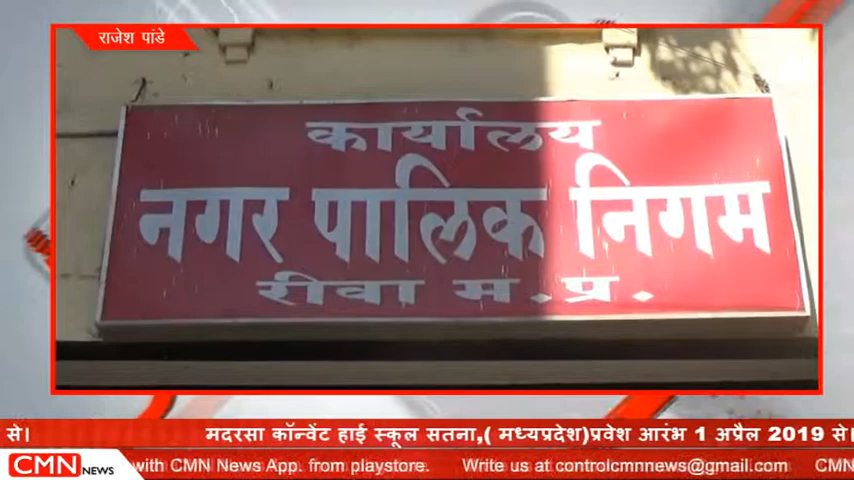 राजेश पांडे
कार्यालय
नगर पालिक निगम
रीवा म.प्र.
से। मदरसा कॉन्वेंट हाई स्कूल सतना,( मध्यप्रदेश)प्रवेश आरंभ 1 अप्रैल 2019 से।
CMN NEWS with CMN News App. from playstore. Write us at controlcmnnews@gmail.com CMN